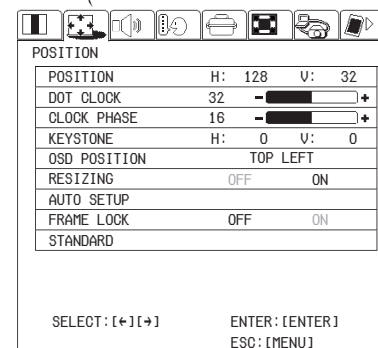 POSITION
POSITION H: 128 V: 32
DOT CLOCK 32 - +
CLOCK PHASE 16 - +
KEYSTONE H: 0 V: 0
OSD POSITION TOP LEFT
RESIZING OFF ON
AUTO SETUP
FRAME LOCK OFF ON
STANDARD
SELECT:[←][→] ENTER:[ENTER]
ESC:[MENU]